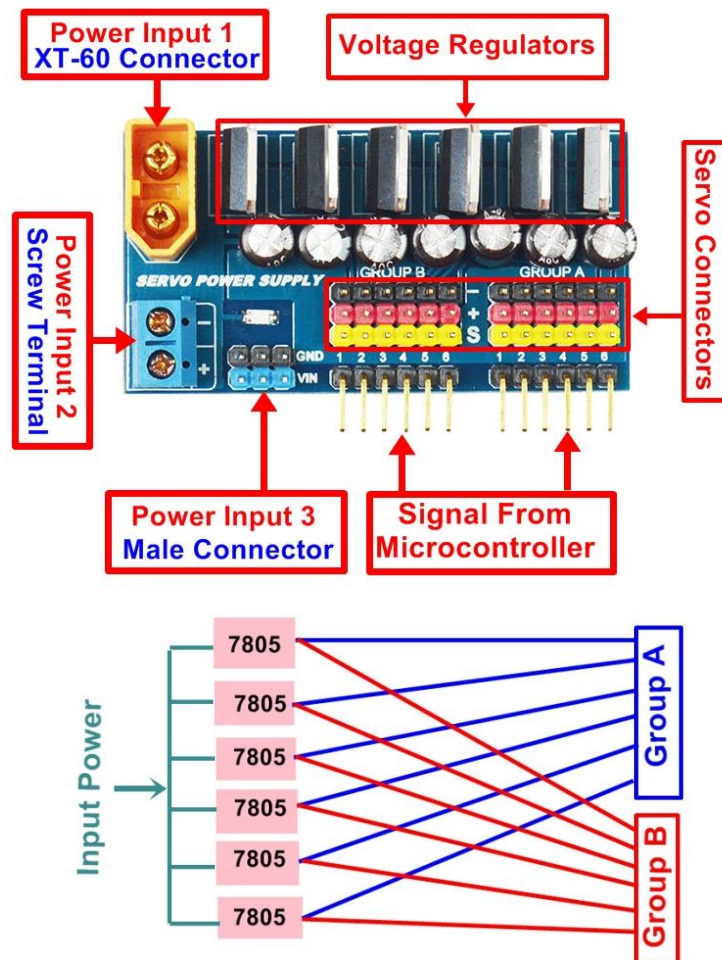 Power Input 1
XT-60 Connector
Voltage Regulators
Servo Connectors
Power Input 2
Screw Terminal
SERVO POWER SUPPLY
GROUP B
GROUP A
−
+
S
−
+
GND
VIN
1 2 3 4 5 6
1 2 3 4 5 6
Power Input 3
Male Connector
Signal From
Microcontroller
Input Power
7805
7805
7805
7805
7805
7805
Group A
Group B